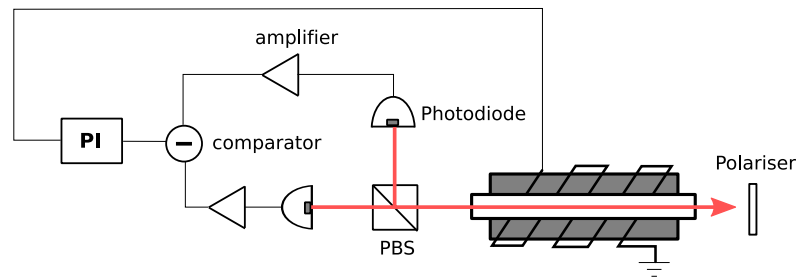 amplifier
Photodiode
PI
comparator
Polariser
PBS